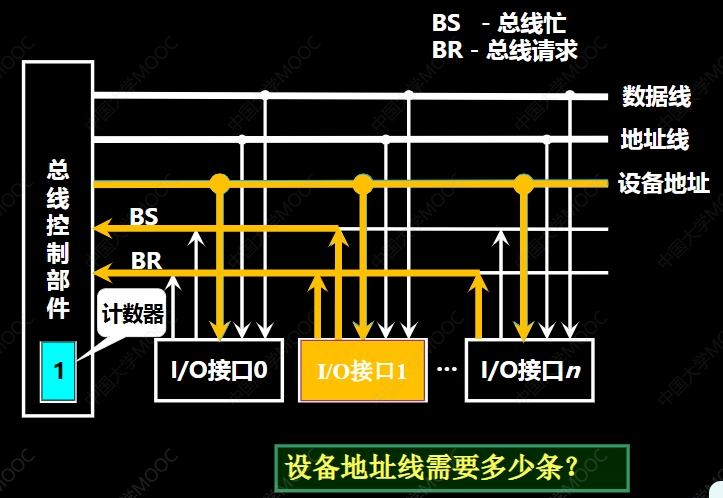 BS - 总线忙
BR - 总线请求
数据线
地址线
设备地址
总线控制部件
BS
BR
计数器
1
I/O接口0
I/O接口1
···
I/O接口n
设备地址线需要多少条？
中国大学MOOC